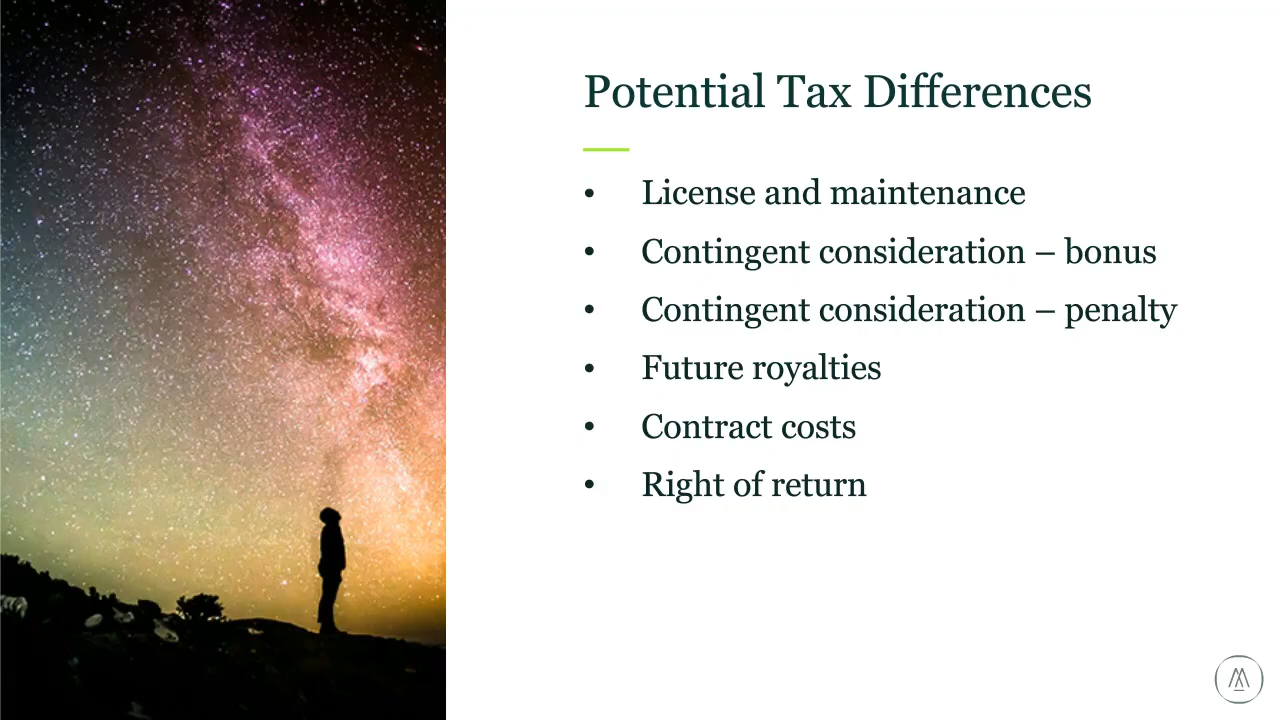 Potential Tax Differences
• License and maintenance
• Contingent consideration – bonus
• Contingent consideration – penalty
• Future royalties
• Contract costs
• Right of return